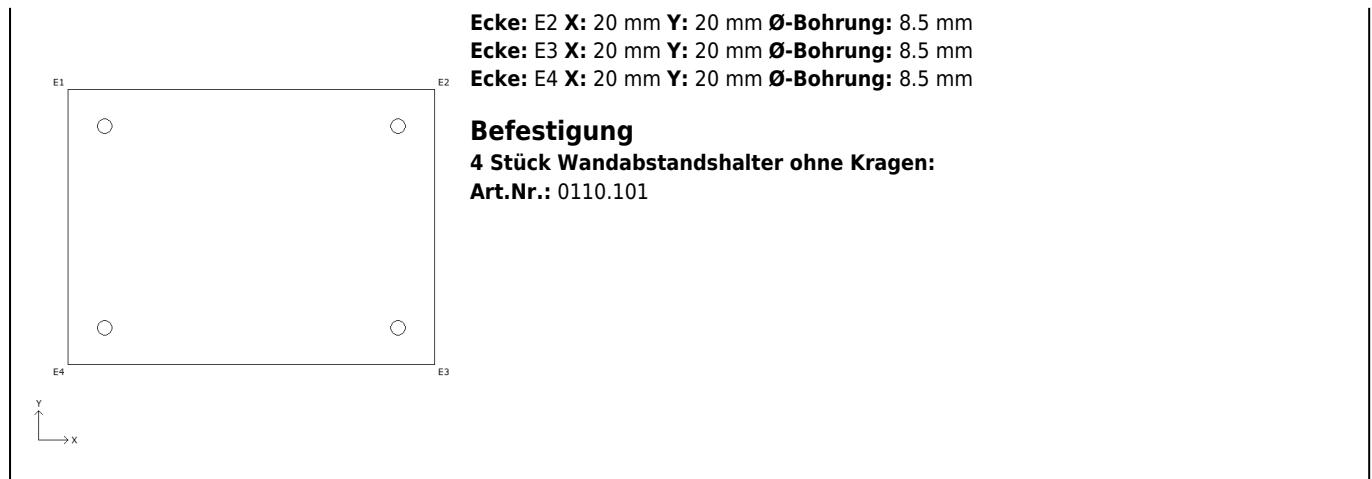 Ecke: E2 X: 20 mm Y: 20 mm Ø-Bohrung: 8.5 mm
Ecke: E3 X: 20 mm Y: 20 mm Ø-Bohrung: 8.5 mm
Ecke: E4 X: 20 mm Y: 20 mm Ø-Bohrung: 8.5 mm
Befestigung
4 Stück Wandabstandshalter ohne Kragen:
Art.Nr.: 0110.101
E1
E2
E4
E3
Y
X